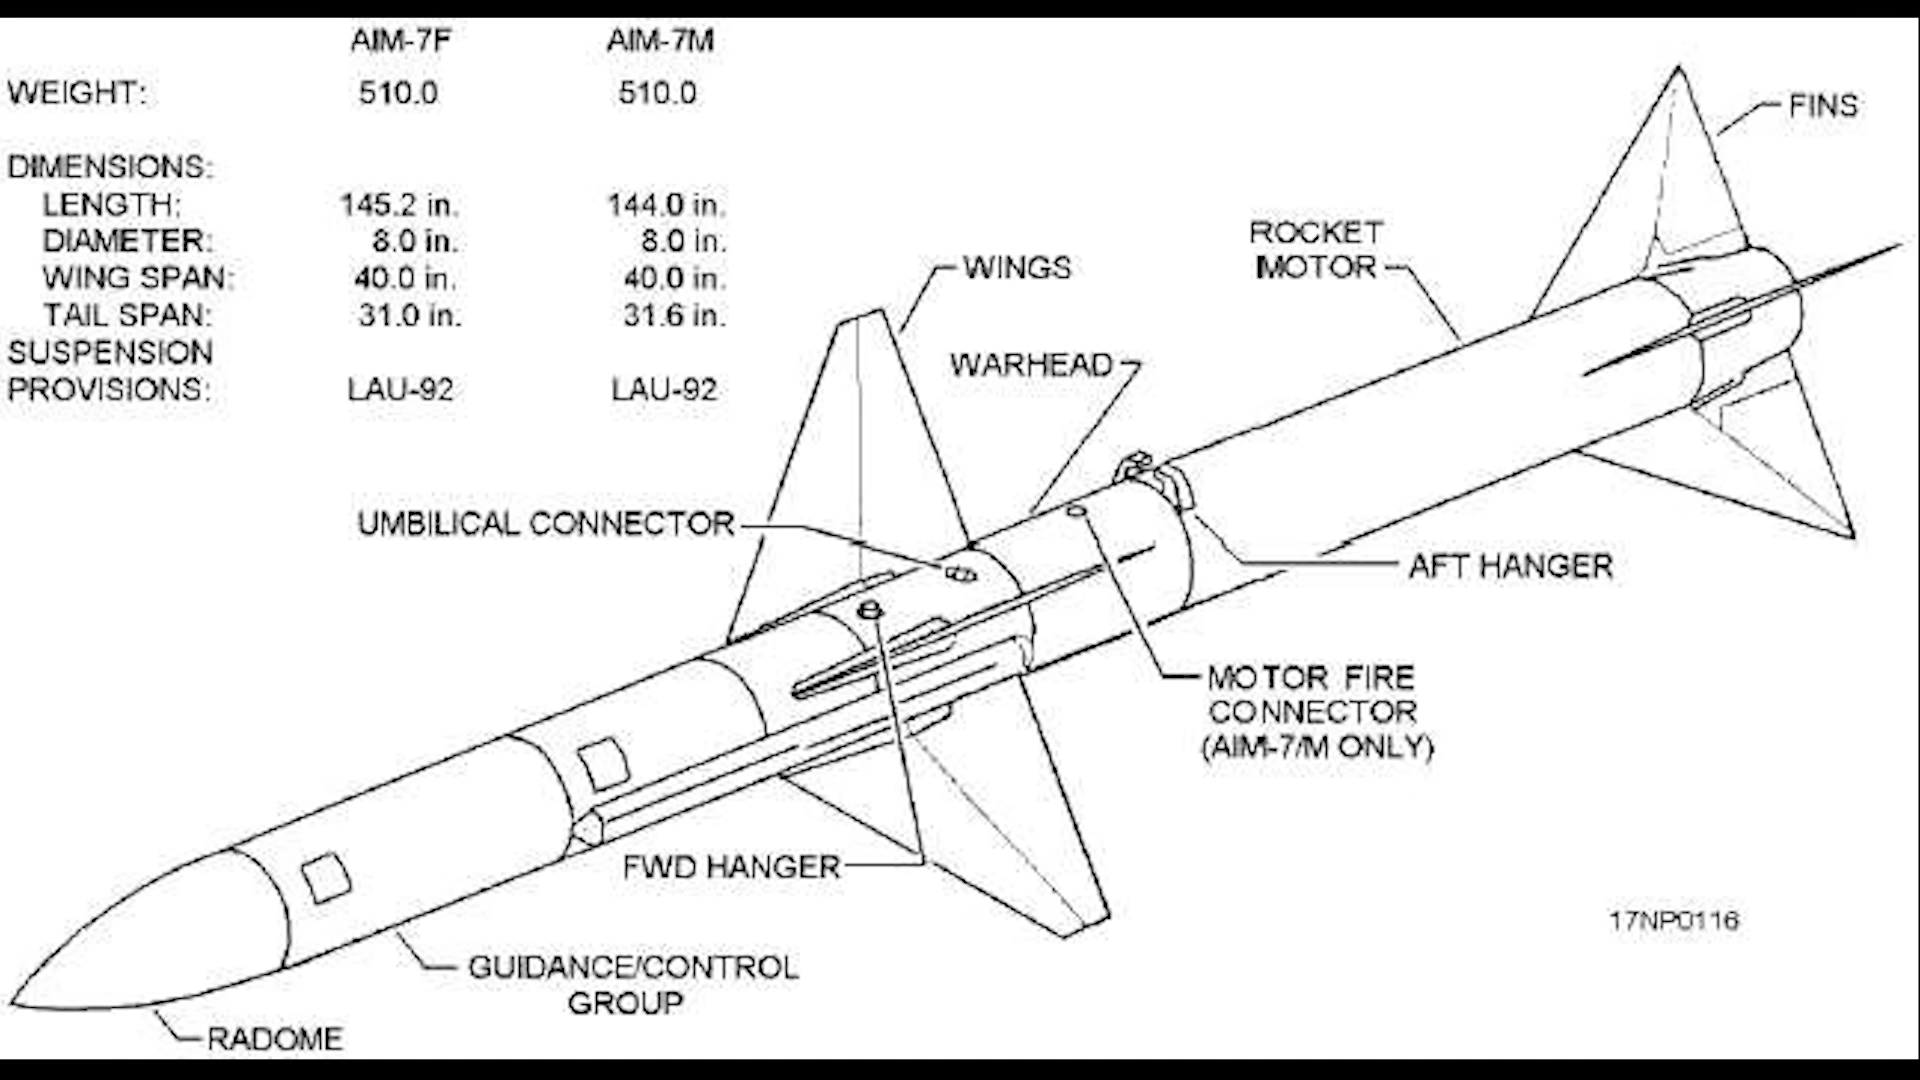 AIM-7F AIM-7M
WEIGHT: 510.0 510.0
DIMENSIONS:
LENGTH: 145.2 in. 144.0 in.
DIAMETER: 8.0 in. 8.0 in.
WING SPAN: 40.0 in. 40.0 in.
TAIL SPAN: 31.0 in. 31.6 in.
SUSPENSION
PROVISIONS: LAU-92 LAU-92
FINS
ROCKET
MOTOR
WINGS
WARHEAD
UMBILICAL CONNECTOR
AFT HANGER
MOTOR FIRE
CONNECTOR
(AIM-7/M ONLY)
FWD HANGER
17NP0116
GUIDANCE/CONTROL
GROUP
RADOME